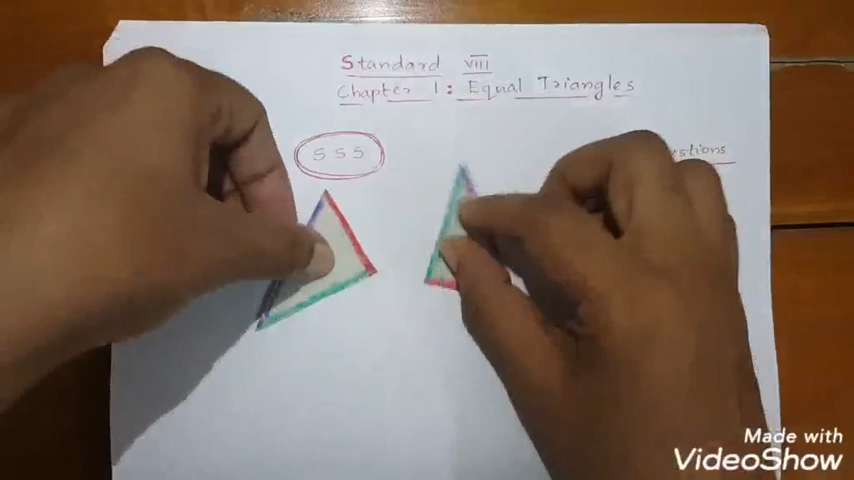 Standard VIII
Chapter 1: Equal Triangles
SSS
Made with
VideoShow